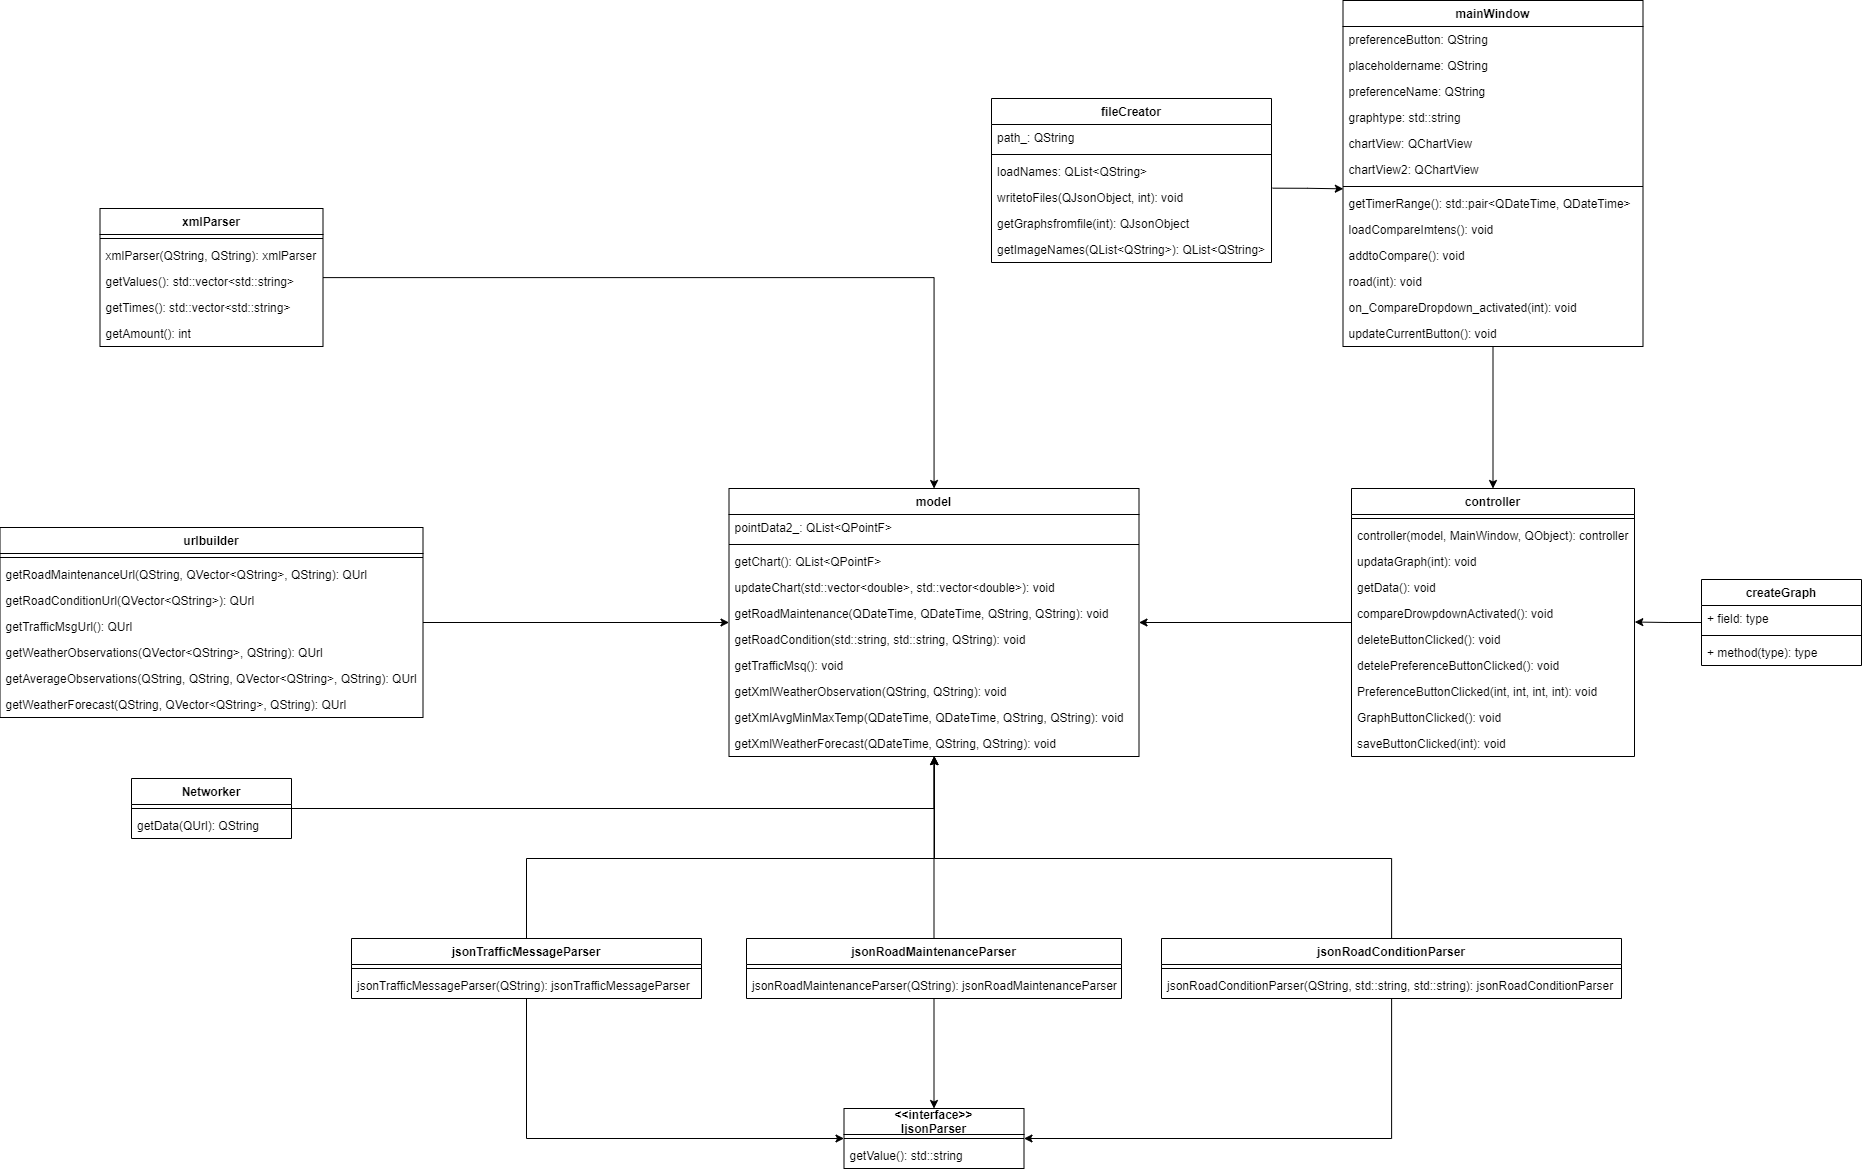 mainWindow
preferenceButton: QString
placeholdername: QString
preferenceName: QString
graphtype: std::string
chartView: QChartView
chartView2: QChartView
getTimerRange(): std::pair<QDateTime, QDateTime>
loadCompareImtens(): void
addtoCompare(): void
road(int): void
on_CompareDropdown_activated(int): void
updateCurrentButton(): void
fileCreator
path_: QString
loadNames: QList<QString>
writetoFiles(QJsonObject, int): void
getGraphsfromfile(int): QJsonObject
getImageNames(QList<QString>): QList<QString>
xmlParser
xmlParser(QString, QString): xmlParser
getValues(): std::vector<std::string>
getTimes(): std::vector<std::string>
getAmount(): int
model
pointData2_: QList<QPointF>
getChart(): QList<QPointF>
updateChart(std::vector<double>, std::vector<double>): void
getRoadMaintenance(QDateTime, QDateTime, QString, QString): void
getRoadCondition(std::string, std::string, QString): void
getTrafficMsq(): void
getXmlWeatherObservation(QString, QString): void
getXmlAvgMinMaxTemp(QDateTime, QDateTime, QString, QString): void
getXmlWeatherForecast(QDateTime, QString, QString): void
controller
controller(model, MainWindow, QObject): controller
updataGraph(int): void
getData(): void
compareDrowpdownActivated(): void
deleteButtonClicked(): void
detelePreferenceButtonClicked(): void
PreferenceButtonClicked(int, int, int, int): void
GraphButtonClicked(): void
saveButtonClicked(int): void
createGraph
+ field: type
+ method(type): type
urlbuilder
getRoadMaintenanceUrl(QString, QVector<QString>, QString): QUrl
getRoadConditionUrl(QVector<QString>): QUrl
getTrafficMsgUrl(): QUrl
getWeatherObservations(QVector<QString>, QString): QUrl
getAverageObservations(QString, QString, QVector<QString>, QString): QUrl
getWeatherForecast(QString, QVector<QString>, QString): QUrl
Networker
getData(QUrl): QString
jsonTrafficMessageParser
jsonTrafficMessageParser(QString): jsonTrafficMessageParser
jsonRoadMaintenanceParser
jsonRoadMaintenanceParser(QString): jsonRoadMaintenanceParser
jsonRoadConditionParser
jsonRoadConditionParser(QString, std::string, std::string): jsonRoadConditionParser
<<interface>>
IjsonParser
getValue(): std::string